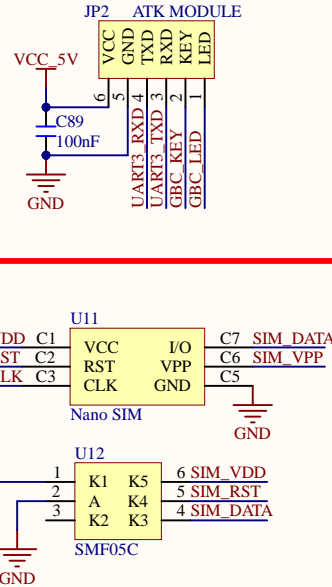 JP2 ATK MODULE
VCC GND TXD RXD KEY LED
VCC_5V
6 5 4 3 2 1
C89
100nF
UART3_RXD
UART3_TXD
GBC_KEY
GBC_LED
GND
U11
DD C1 VCC I/O C7 SIM_DATA
ST C2 RST VPP C6 SIM_VPP
LK C3 CLK GND C5
Nano SIM
GND
U12
1 K1 K5 6 SIM_VDD
2 A K4 5 SIM_RST
3 K2 K3 4 SIM_DATA
SMF05C
GND